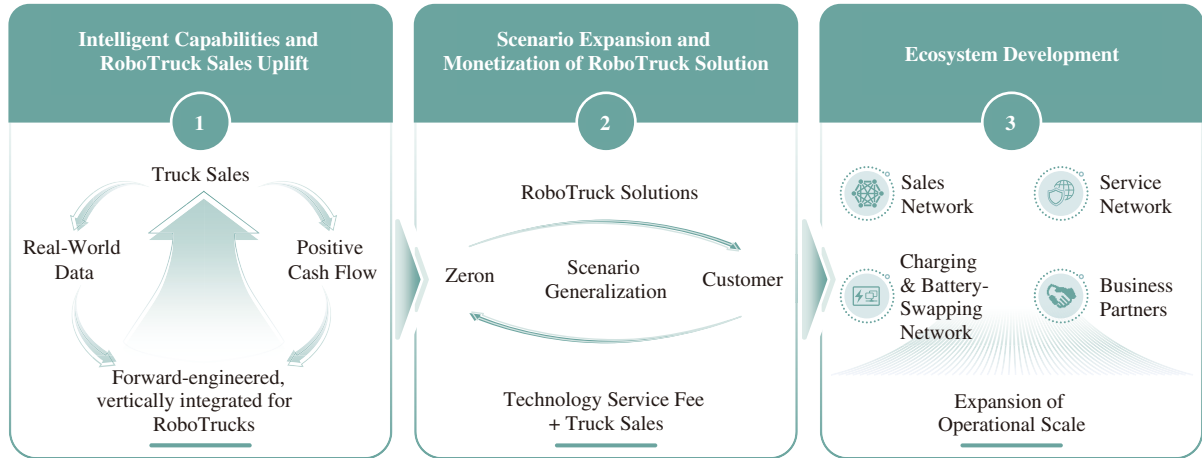 Intelligent Capabilities and
RoboTruck Sales Uplift
1
Truck Sales
Real-World
Data
Positive
Cash Flow
Forward-engineered,
vertically integrated for
RoboTrucks
Scenario Expansion and
Monetization of RoboTruck Solution
2
RoboTruck Solutions
Zeron
Scenario
Generalization
Customer
Technology Service Fee
+ Truck Sales
Ecosystem Development
3
Sales
Network
Service
Network
Charging
& Battery-
Swapping
Network
Business
Partners
Expansion of
Operational Scale